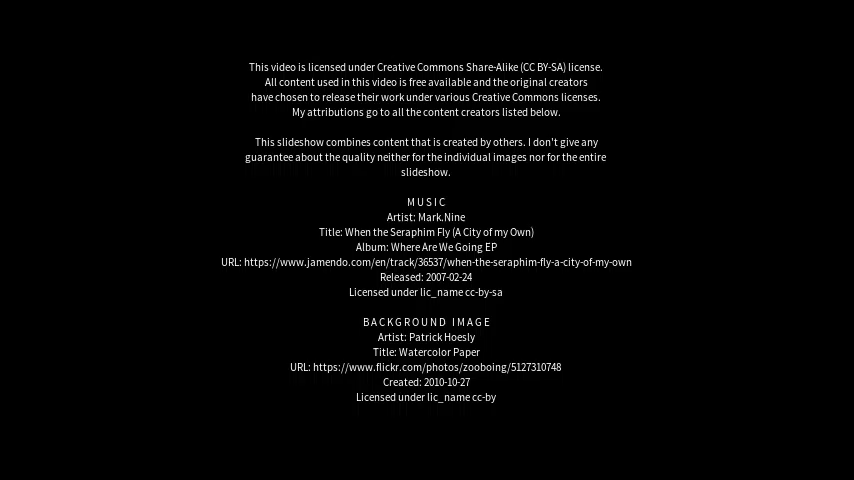 This video is licensed under Creative Commons Share-Alike (CC BY-SA) license.
All content used in this video is free available and the original creators
have chosen to release their work under various Creative Commons licenses.
My attributions go to all the content creators listed below.
This slideshow combines content that is created by others. I don't give any
guarantee about the quality neither for the individual images nor for the entire
slideshow.
MUSIC
Artist: Mark.Nine
Title: When the Seraphim Fly (A City of my Own)
Album: Where Are We Going EP
URL: https://www.jamendo.com/en/track/36537/when-the-seraphim-fly-a-city-of-my-own
Released: 2007-02-24
Licensed under lic_name cc-by-sa
BACKGROUND IMAGE
Artist: Patrick Hoesly
Title: Watercolor Paper
URL: https://www.flickr.com/photos/zooboing/5127310748
Created: 2010-10-27
Licensed under lic_name cc-by